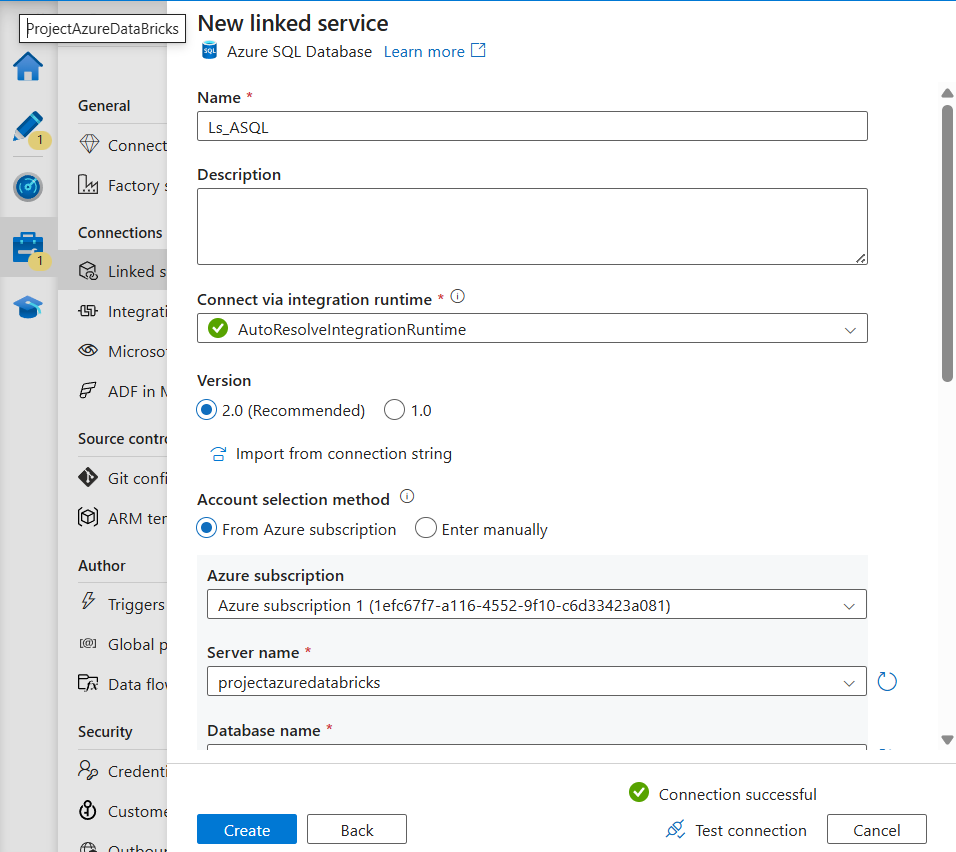 ProjectAzureDataBricks
New linked service
SQL
Azure SQL Database Learn more
Name *
Ls_ASQL
Description
Connect via integration runtime *
AutoResolveIntegrationRuntime
Version
2.0 (Recommended) 1.0
Import from connection string
Account selection method
From Azure subscription Enter manually
Azure subscription
Azure subscription 1 (1efc67f7-a116-4552-9f10-c6d33423a081)
Server name *
projectazuredatabricks
Database name *
Connection successful
Create Back Test connection Cancel
1
1
General
Connect
Factory s
Connections
Linked s
Integrati
Microso
ADF in M
Source contro
Git confi
ARM ter
Author
Triggers
Global p
Data flow
Security
Credenti
Custome
Outbou